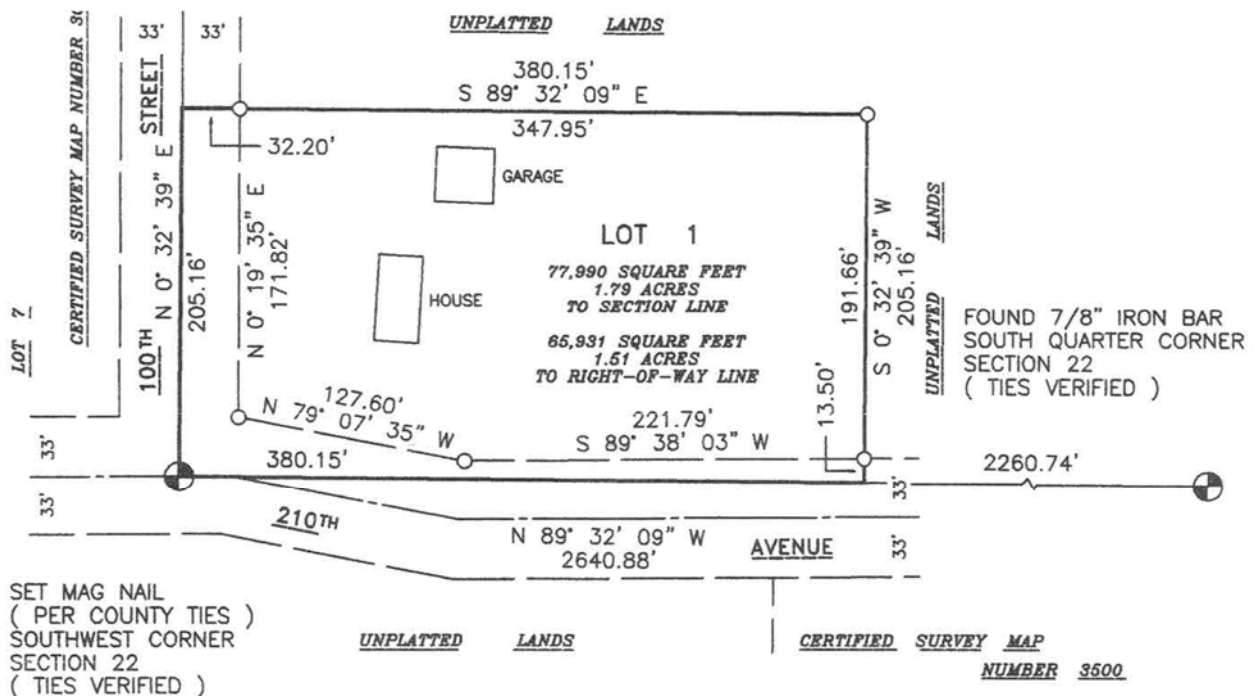 UNPLATTED LANDS
33' 33'
CERTIFIED SURVEY MAP NUMBER
100TH STREET
N 0° 32' 39" E
205.16'
380.15'
S 89° 32' 09" E
347.95'
32.20'
GARAGE
N 0° 19' 35" E
171.82'
HOUSE
LOT 1
77,990 SQUARE FEET
1.79 ACRES
TO SECTION LINE
65,931 SQUARE FEET
1.51 ACRES
TO RIGHT-OF-WAY LINE
191.66'
S 0° 32' 39" W
205.16'
UNPLATTED LANDS
FOUND 7/8" IRON BAR
SOUTH QUARTER CORNER
SECTION 22
( TIES VERIFIED )
LOT 7
127.60'
N 79° 07' 35" W
221.79'
S 89° 38' 03" W
13.50'
33'
380.15'
33'
2260.74'
33'
210TH AVENUE
N 89° 32' 09" W
2640.88'
33'
SET MAG NAIL
( PER COUNTY TIES )
SOUTHWEST CORNER
SECTION 22
( TIES VERIFIED )
UNPLATTED LANDS
CERTIFIED SURVEY MAP
NUMBER 3500